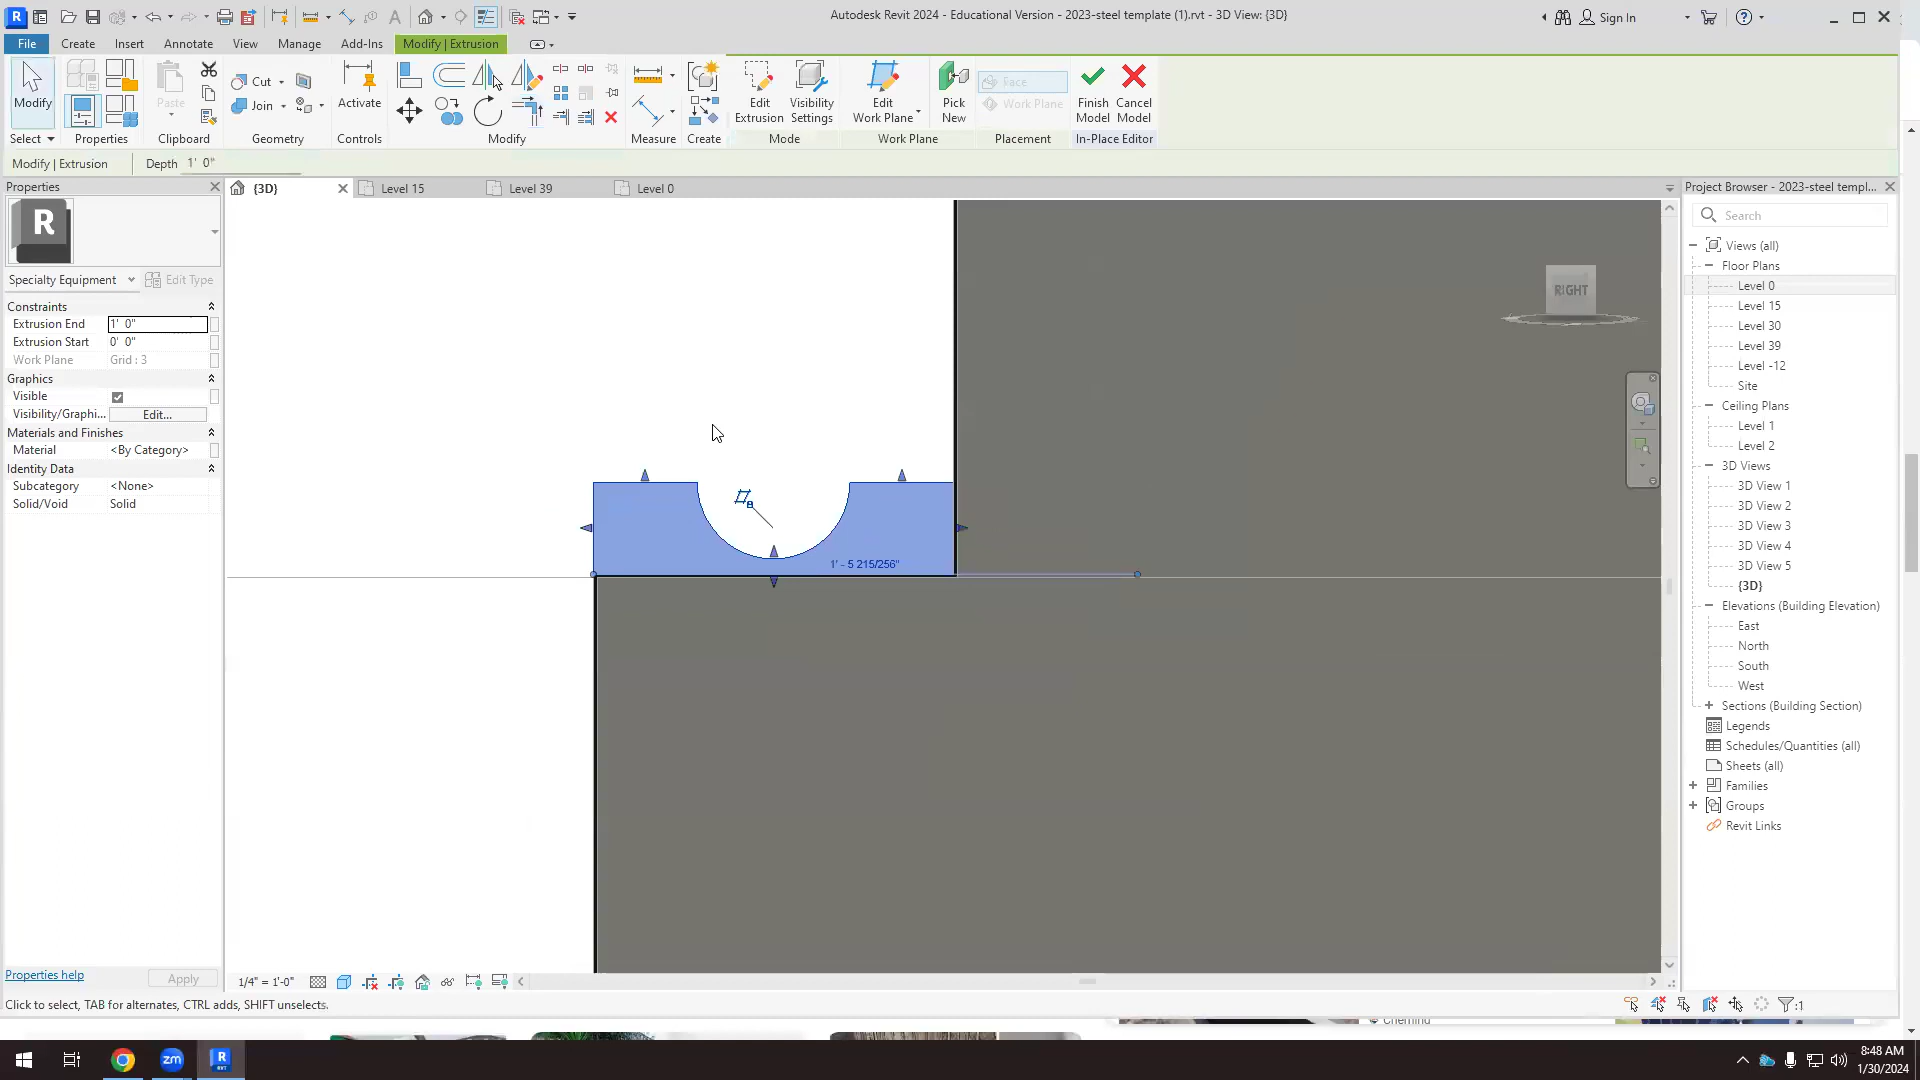 Autodesk Revit 2024 - Educational Version - 2023-steel template (1).rvt - 3D View: {3D}
Sign In
File
Create
Insert
Annotate
View
Manage
Add-Ins
Modify | Extrusion
Modify
Paste
Cut
Join
Activate
Edit
Extrusion
Visibility
Settings
Edit
Work Plane
Pick
New
Face
Work Plane
Finish
Model
Cancel
Model
Select
Properties
Clipboard
Geometry
Controls
Modify
Measure
Create
Mode
Work Plane
Placement
In-Place Editor
Modify | Extrusion
Depth
1' 0"
Properties
{3D}
Level 15
Level 39
Level 0
Project Browser - 2023-steel templ...
R
Search
Specialty Equipment
Edit Type
Constraints
Extrusion End 1' 0"
Extrusion Start 0' 0"
Work Plane Grid : 3
Graphics
Visible
Visibility/Graphi... Edit...
Materials and Finishes
Material <By Category>
Identity Data
Subcategory <None>
Solid/Void Solid
RIGHT
1' - 5 215/256"
Views (all)
Floor Plans
Level 0
Level 15
Level 30
Level 39
Level -12
Site
Ceiling Plans
Level 1
Level 2
3D Views
3D View 1
3D View 2
3D View 3
3D View 4
3D View 5
{3D}
Elevations (Building Elevation)
East
North
South
West
Sections (Building Section)
Legends
Schedules/Quantities (all)
Sheets (all)
Families
Groups
Revit Links
Properties help
Apply
1/4" = 1'-0"
Click to select, TAB for alternates, CTRL adds, SHIFT unselects.
:1
zm
R
RVT
8:48 AM
1/30/2024